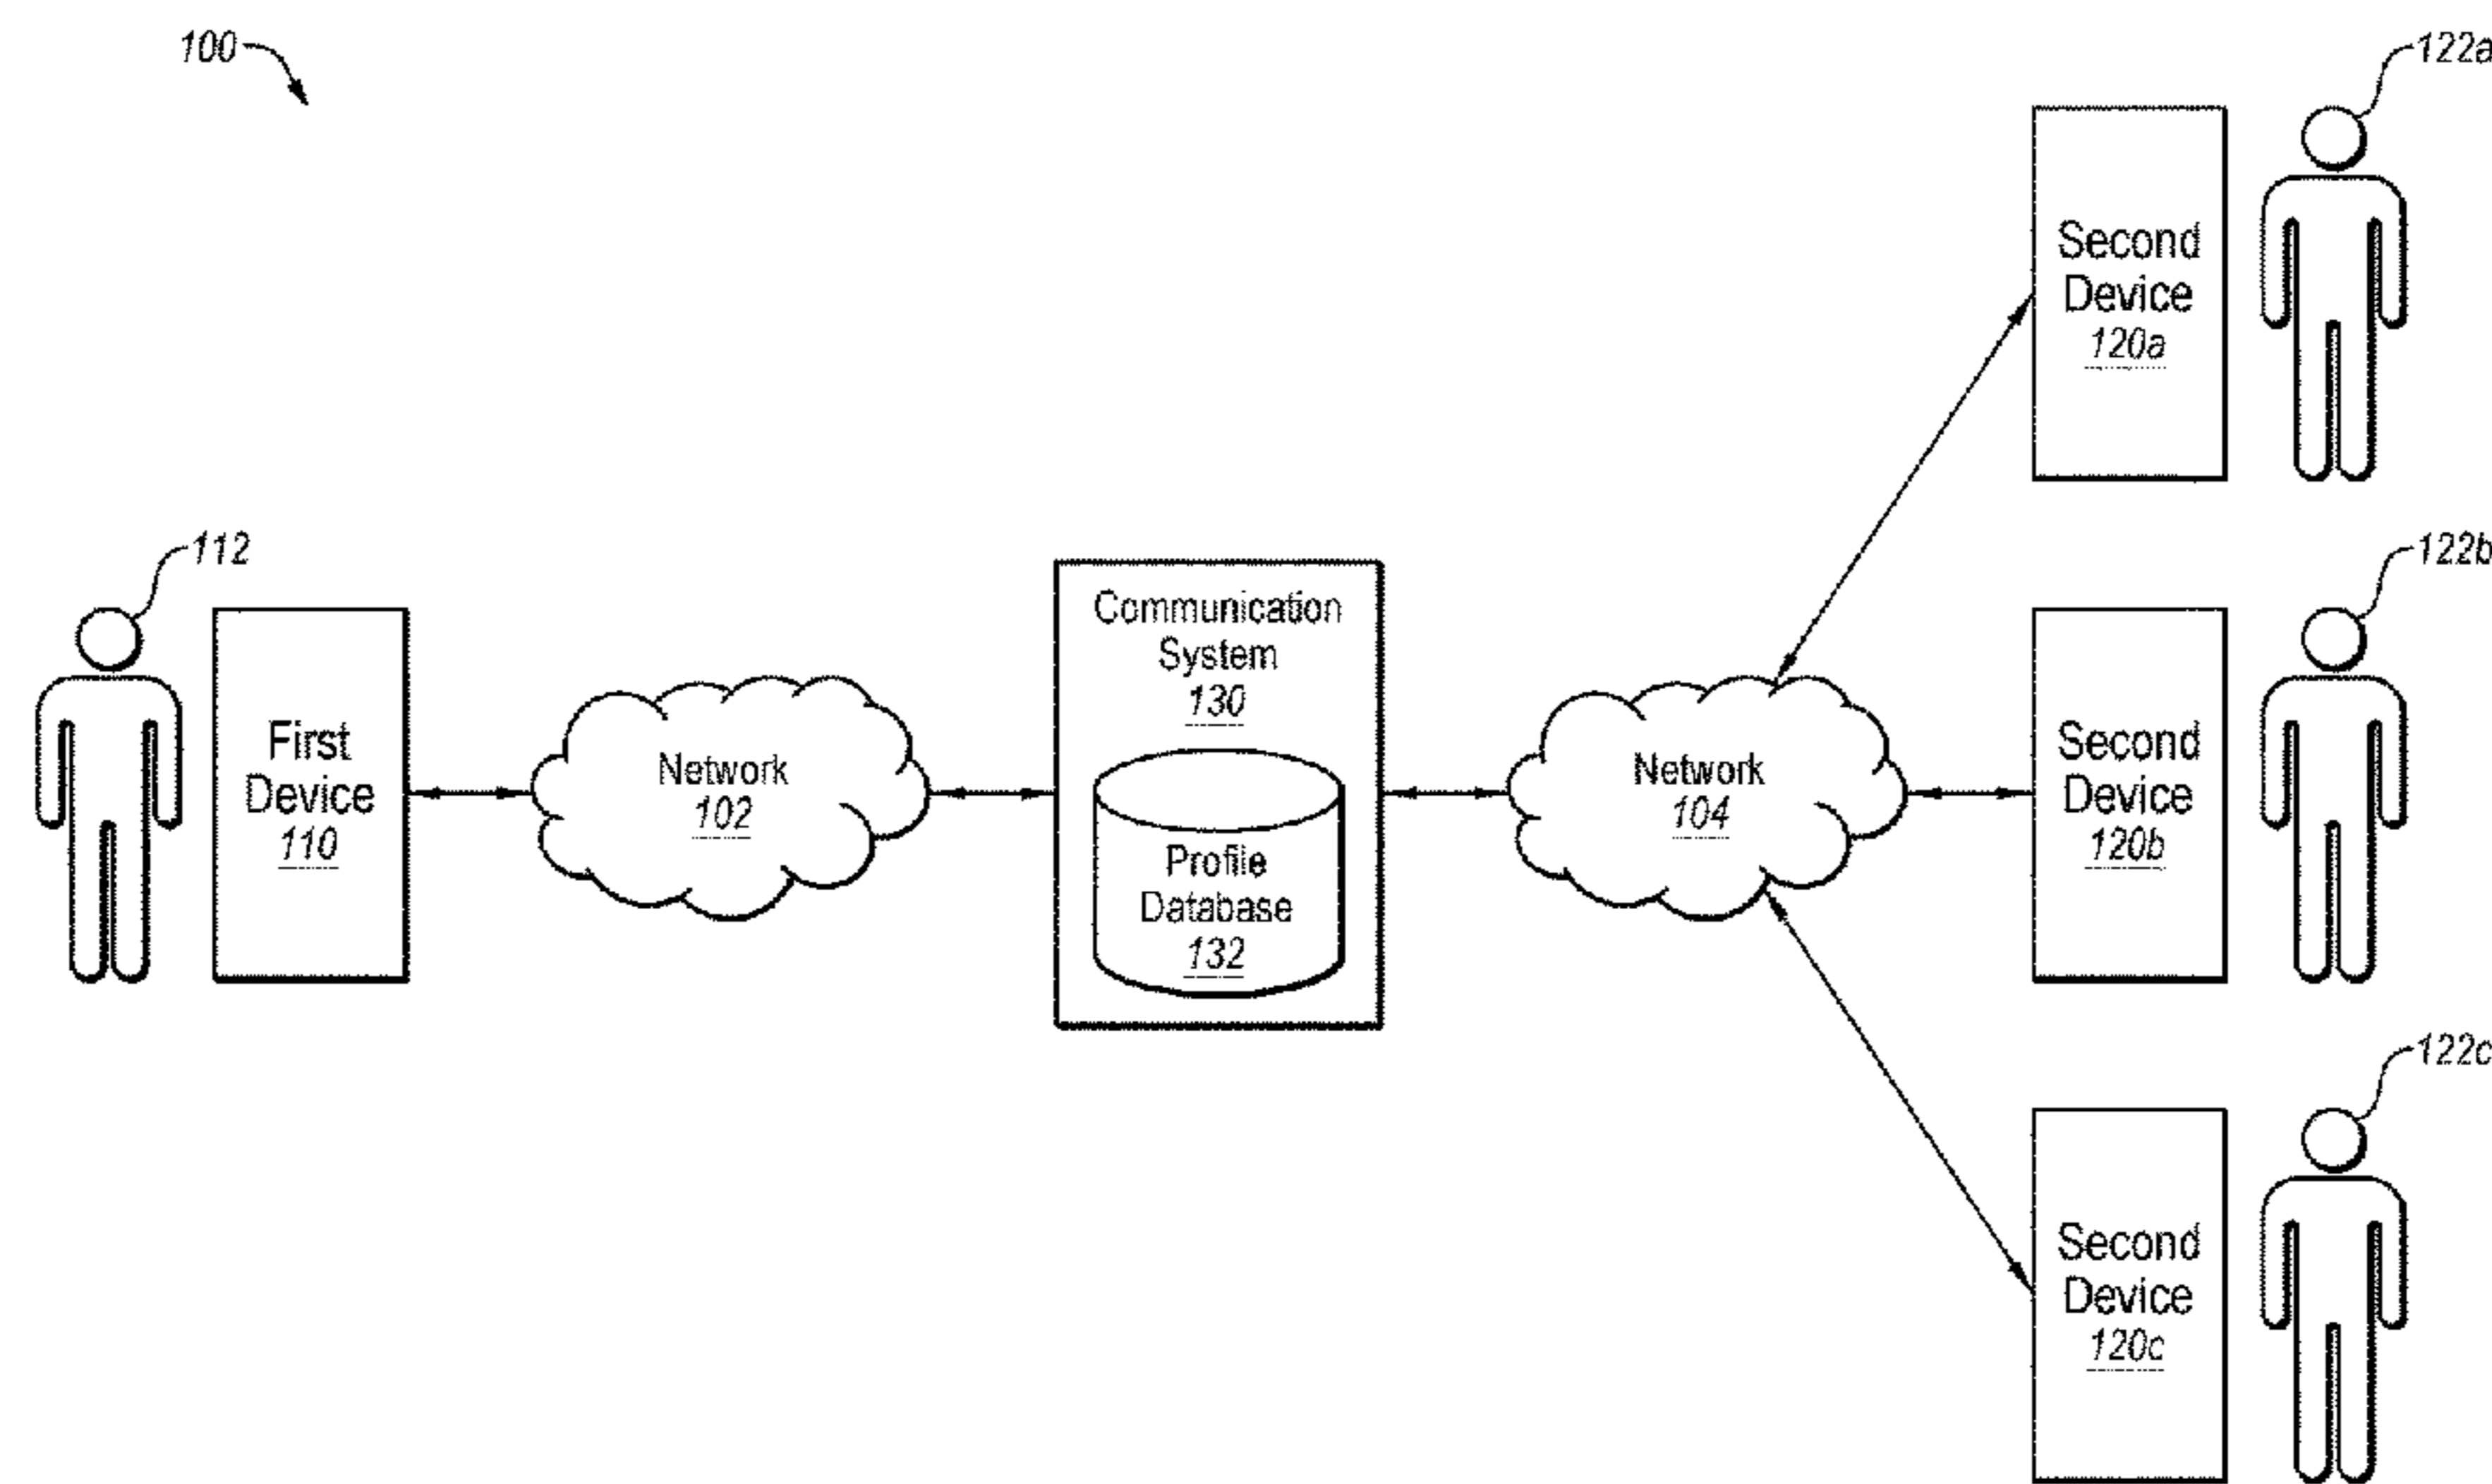 100
122a
Second
Device
120a
112
122b
First
Device
110
Network
102
Communication
System
130
Profile
Database
132
Network
104
Second
Device
120b
122c
Second
Device
120c